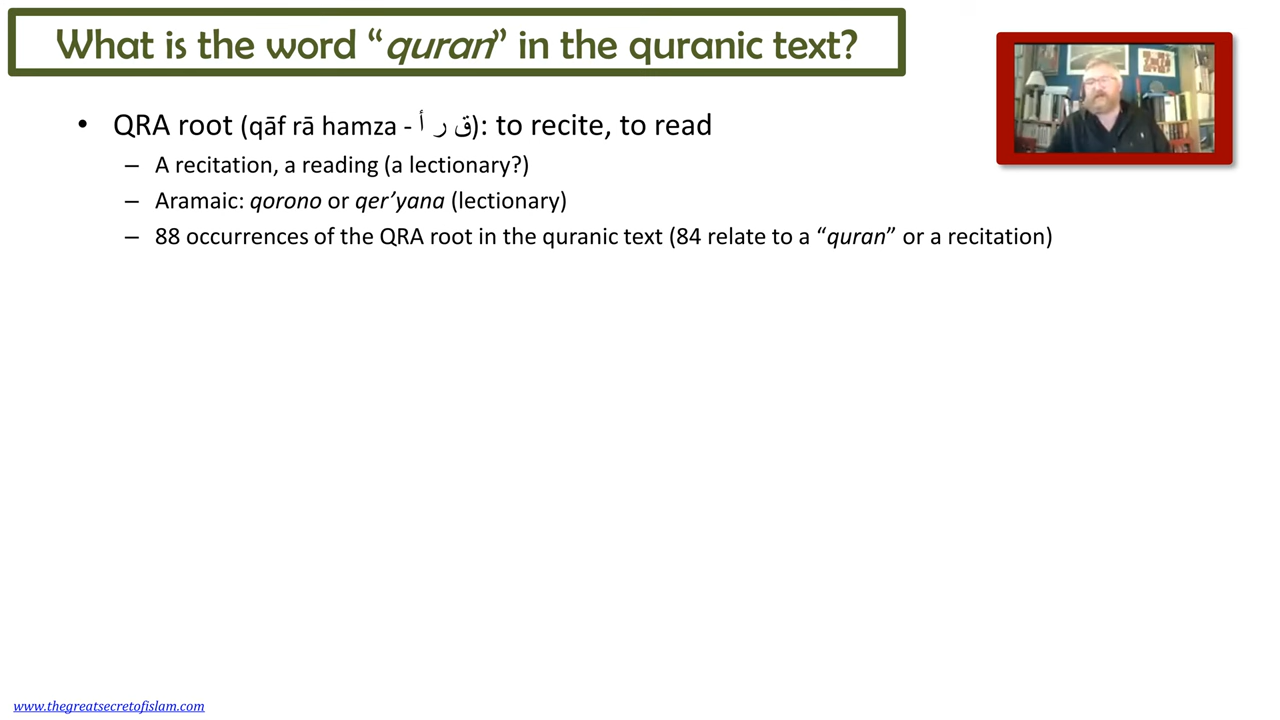 What is the word “quran” in the quranic text?
• QRA root (qāf rā hamza - ق ر أ): to recite, to read
– A recitation, a reading (a lectionary?)
– Aramaic: qorono or qer’yana (lectionary)
– 88 occurrences of the QRA root in the quranic text (84 relate to a “quran” or a recitation)
www.thegreatsecretofislam.com